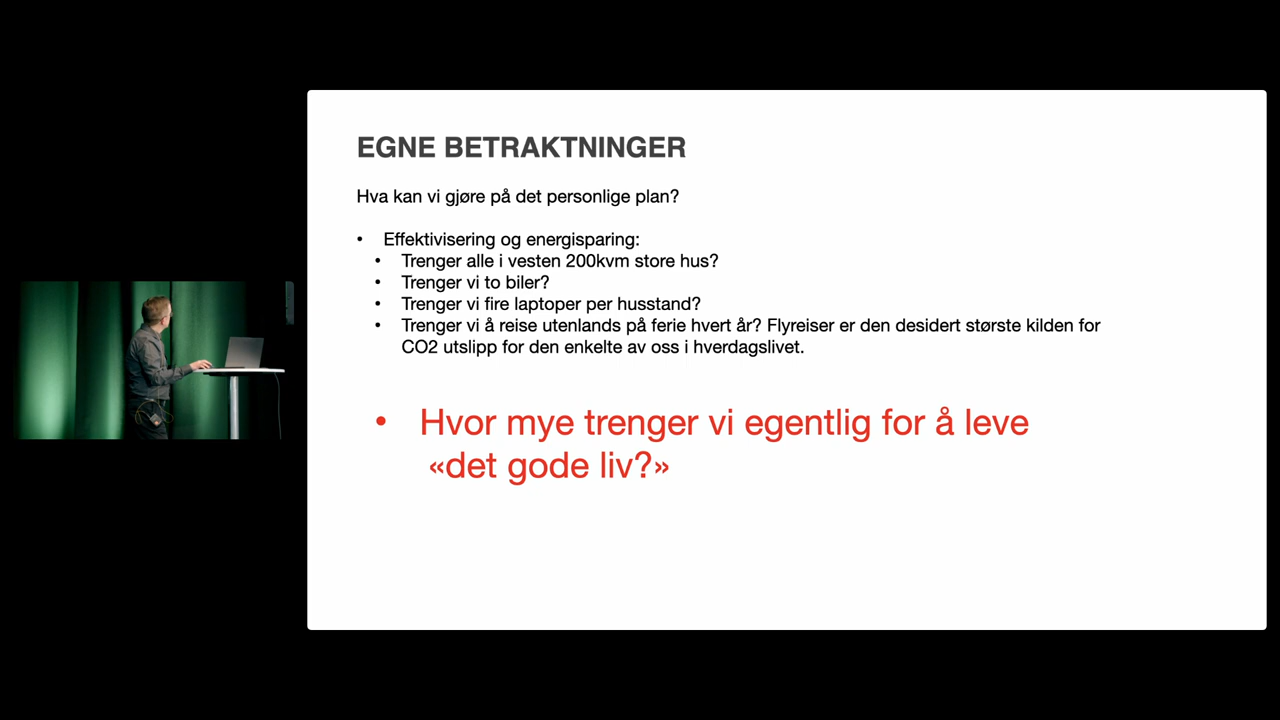 EGNE BETRAKTNINGER
Hva kan vi gjøre på det personlige plan?
• Effektivisering og energisparing:
• Trenger alle i vesten 200kvm store hus?
• Trenger vi to biler?
• Trenger vi fire laptoper per husstand?
• Trenger vi å reise utenlands på ferie hvert år? Flyreiser er den desidert største kilden for
CO2 utslipp for den enkelte av oss i hverdagslivet.
• Hvor mye trenger vi egentlig for å leve
«det gode liv?»